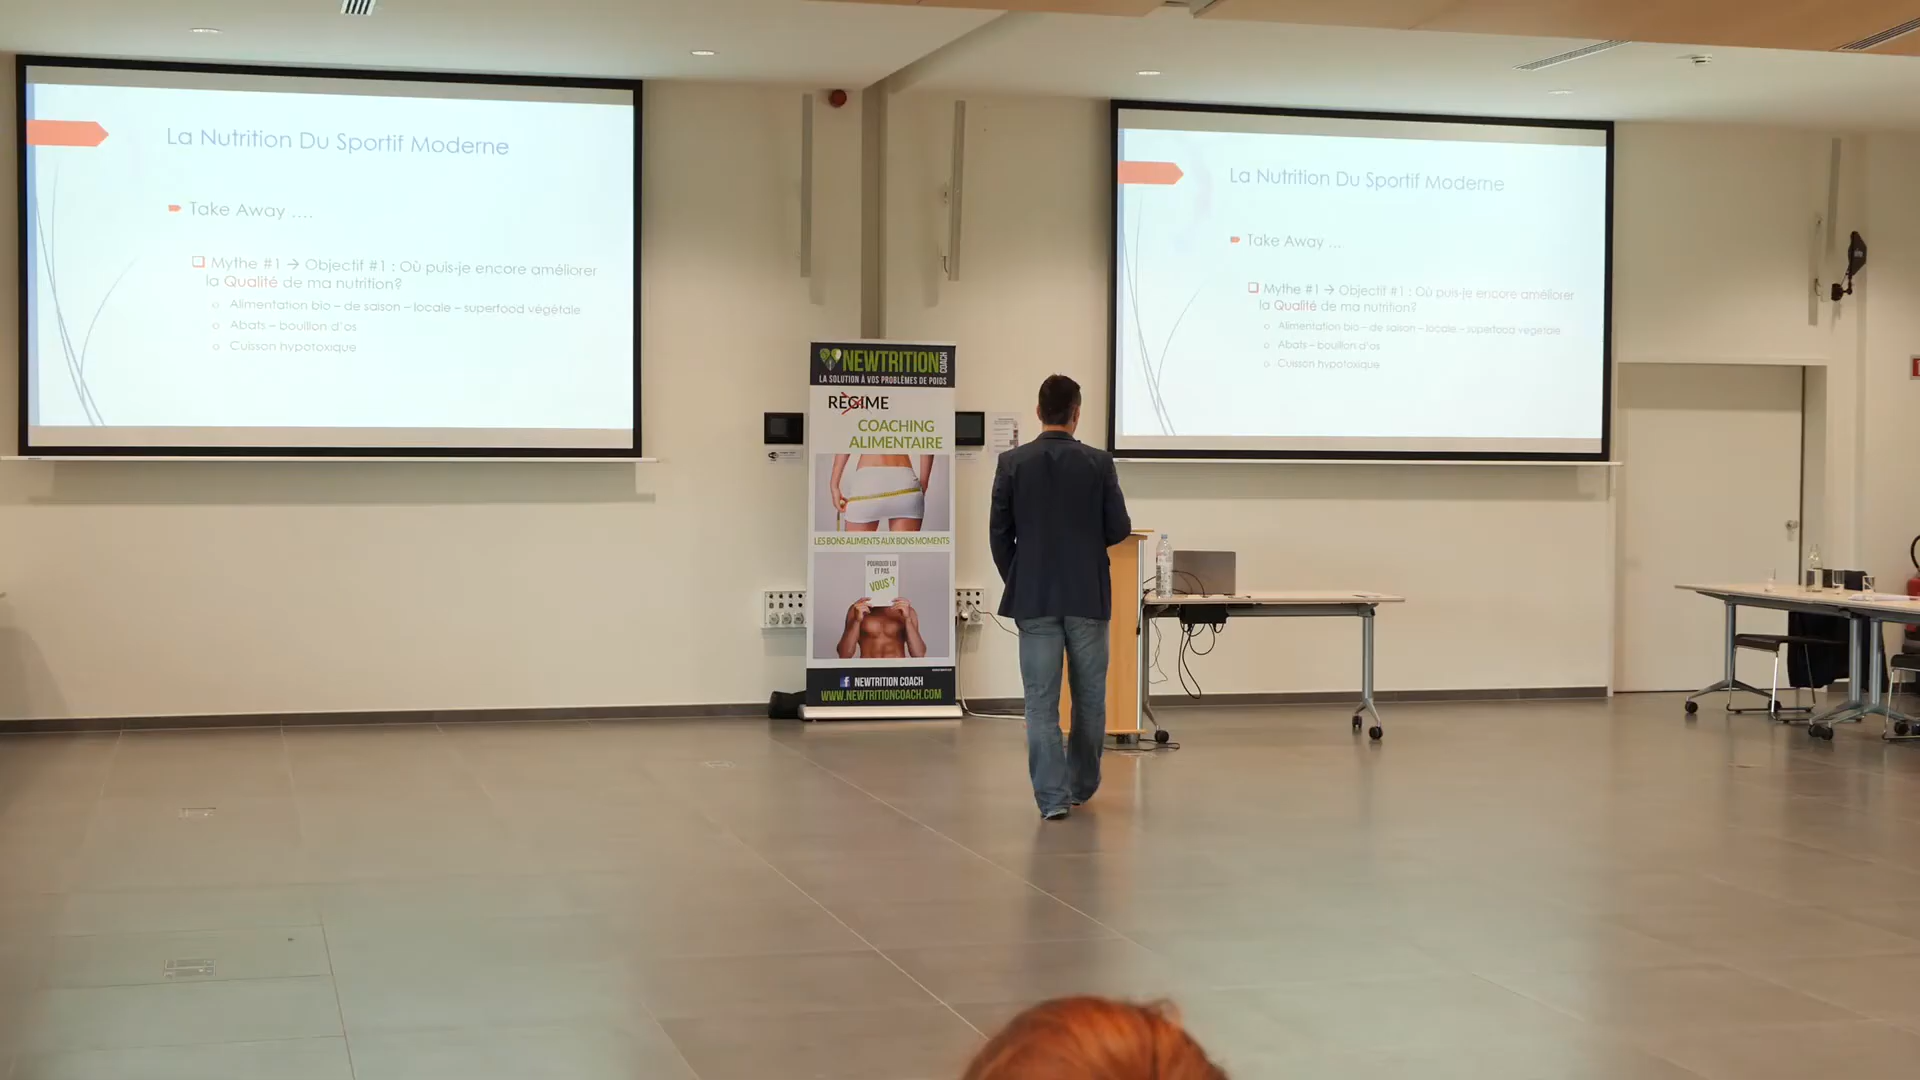 La Nutrition Du Sportif Moderne
Take Away ....
Mythe #1 → Objectif #1 : Où puis-je encore améliorer
la Qualité de ma nutrition?
Alimentation bio – de saison – locale – superfood végétale
Abats – bouillon d'os
Cuisson hypotoxique
NEWTRITION COACH
LA SOLUTION À VOS PROBLÈMES DE POIDS
RÉGIME
COACHING
ALIMENTAIRE
LES BONS ALIMENTS AUX BONS MOMENTS
POURQUOI LUI
ET PAS
VOUS ?
f NEWTRITION COACH
WWW.NEWTRITIONCOACH.COM
La Nutrition Du Sportif Moderne
Take Away ...
Mythe #1 → Objectif #1 : Où puis-je encore améliorer
la Qualité de ma nutrition?
Alimentation bio – de saison – locale – superfood végétale
Abats – bouillon d'os
Cuisson hypotoxique